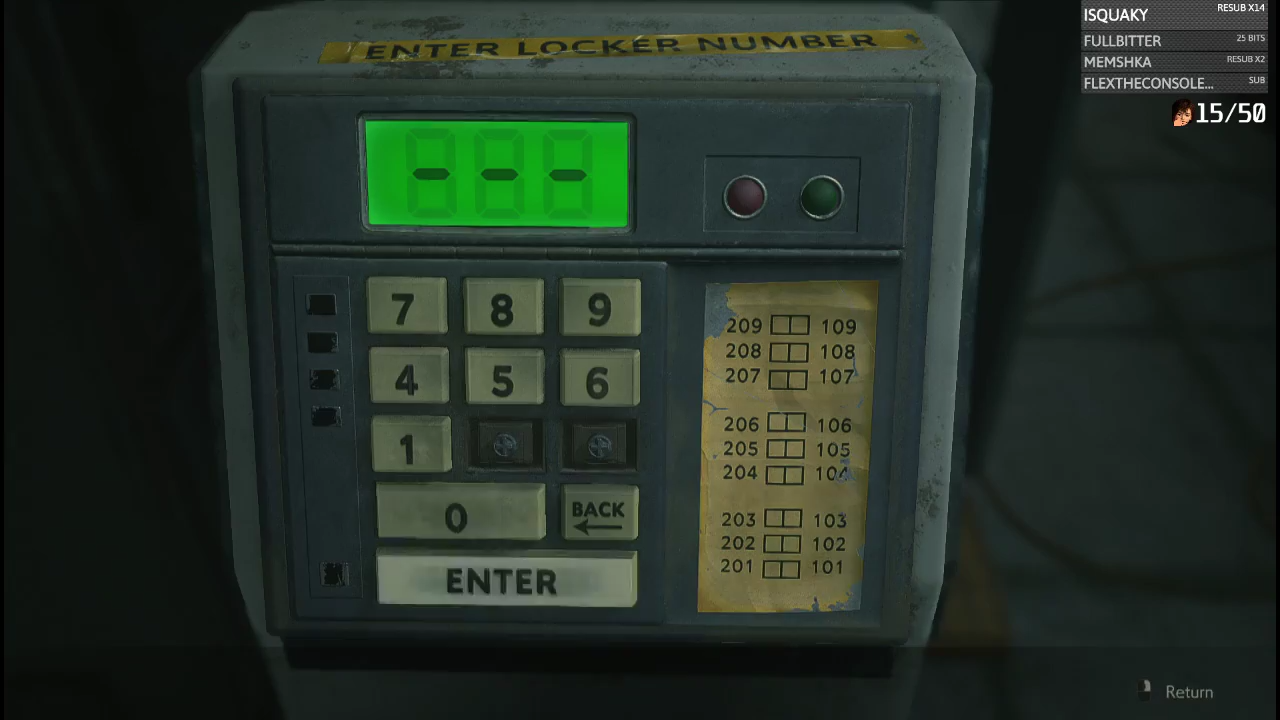 ISQUAKY RESUB X14
FULLBITTER 25 BITS
MEMSHKA RESUB X2
FLEXTHECONSOLE... SUB
15/50
ENTER LOCKER NUMBER
- - -
7 8 9
4 5 6
1
0 BACK
ENTER
209 109
208 108
207 107
206 106
205 105
204 104
203 103
202 102
201 101
Return